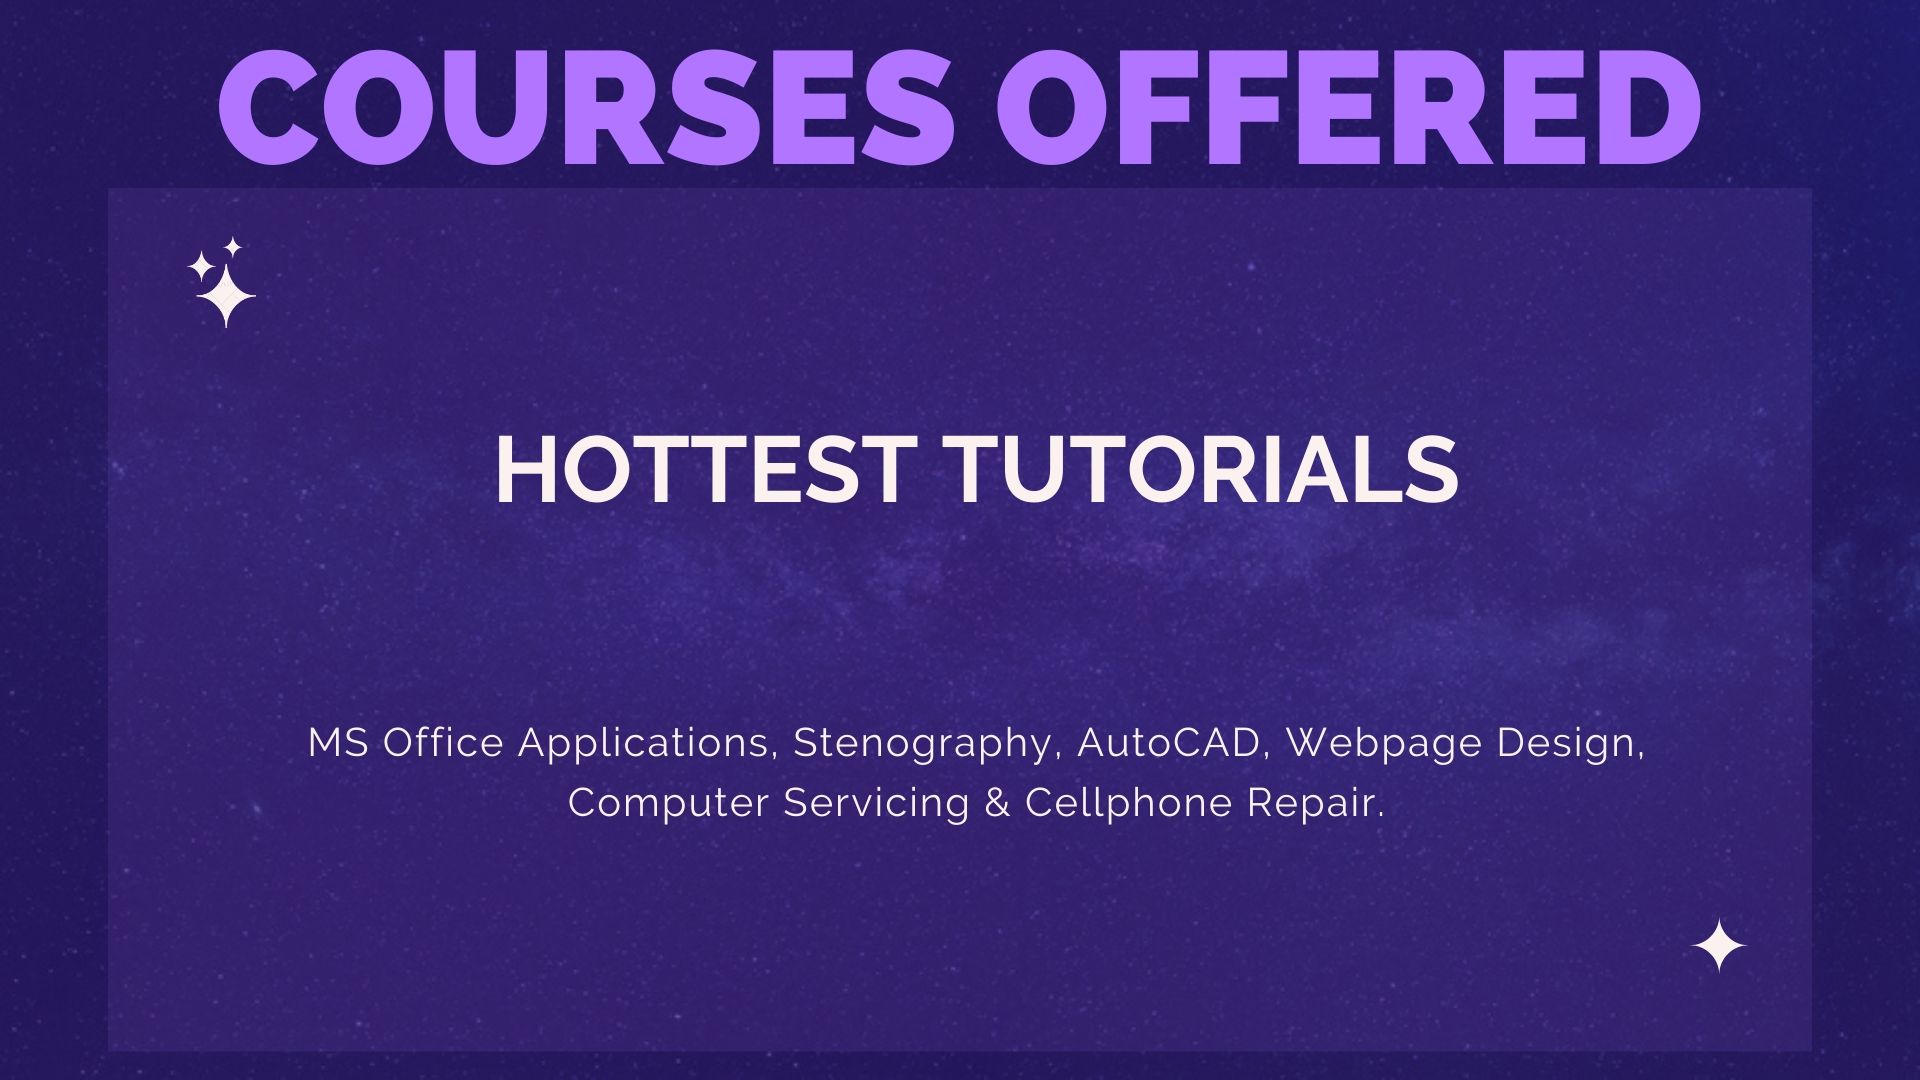 COURSES OFFERED
HOTTEST TUTORIALS
MS Office Applications, Stenography, AutoCAD, Webpage Design,
Computer Servicing & Cellphone Repair.